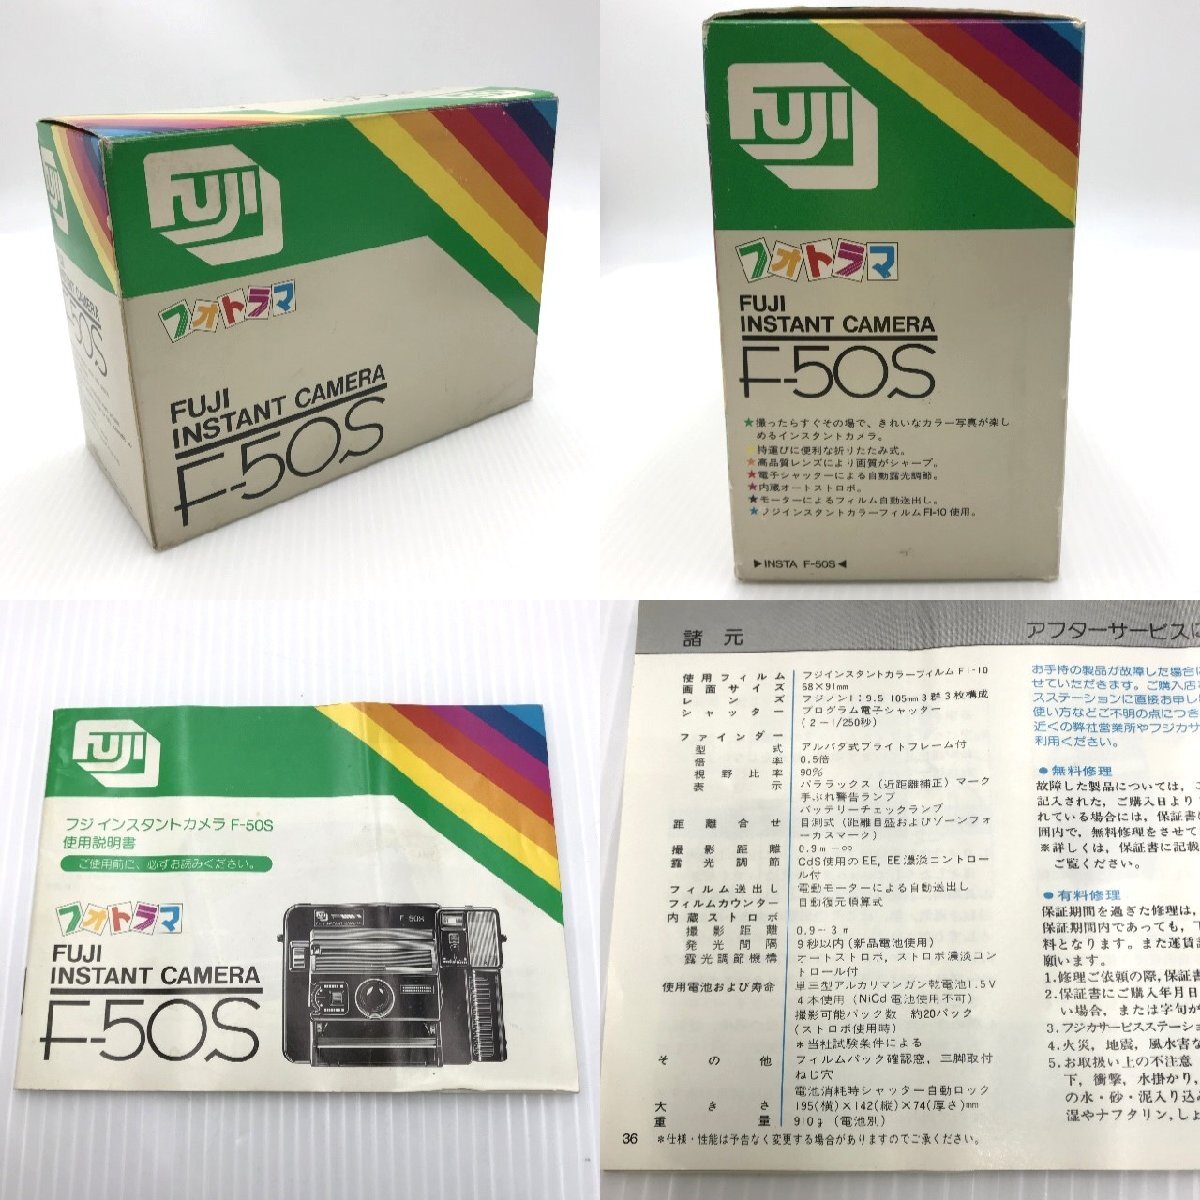 FUJI
フォトラマ
FUJI
INSTANT CAMERA
F-50S
FUJI
フォトラマ
FUJI
INSTANT CAMERA
F-50S
★撮ったらすぐその場で、きれいなカラー写真が楽し
めるインスタントカメラ。
★持運びに便利な折りたたみ式。
★高品質レンズにより画質がシャープ。
★電子シャッターによる自動露光調節。
★内蔵オートストロボ。
★モーターによるフィルム自動送出し。
★フジインスタントカラーフィルムFI-10使用。
▶INSTA F-50S◀
FUJI
フジインスタントカメラ F-50S
使用説明書
ご使用前に、必ずお読みください。
フォトラマ
FUJI
INSTANT CAMERA
F-50S
F-50S
諸元
使用フィルム フジインスタントカラーフィルム FI-10
画面サイズ 68×91mm
レンズ フジノン1:9.5 105mm 3群3枚構成
シャッター プログラム電子シャッター
(2-1/250秒)
ファインダー
型式 アルバダ式ブライトフレーム付
倍率 0.5倍
視野比率 90%
表示 パララックス(近距離補正)マーク
手ぶれ警告ランプ
バッテリーチェックランプ
距離合せ 目測式(距離目盛およびゾーンフォ
ーカスマーク)
撮影距離 0.9m-∞
露光調節 CdS使用のEE, EE濃淡コントロー
ル付
フィルム送出し 電動モーターによる自動送出し
フィルムカウンター 自動復元順算式
内蔵ストロボ
撮影距離 0.9~3m
発光間隔 9秒以内(新品電池使用)
露光調節機構 オートストロボ, ストロボ濃淡コン
トロール付
使用電池および寿命 単三型アルカリマンガン乾電池1.5V
4本使用(NiCd電池使用不可)
撮影可能パック数 約20パック
(ストロボ使用時)
*当社試験条件による
その他 フィルムパック確認窓, 三脚取付
ねじ穴
電池消耗時シャッター自動ロック
大きさ 195(横)×142(縦)×74(厚さ)mm
重量 910g (電池別)
36 *仕様・性能は予告なく変更する場合がありますのでご了承ください。
アフターサービスに
お手持の製品が故障した場合に
せていただきます。ご購入店
スステーションに直接お申し
使い方などご不明の点につき
近くの弊社営業所やフジカサ
利用ください。
●無料修理
故障した製品については,
記入された, ご購入日より
れている場合には, 保証書
囲内で, 無料修理をさせて
※詳しくは, 保証書に記載
ご覧ください。
●有料修理
保証期間を過ぎた修理は,
保証期間内であっても, 下
料となります。また運賃
願います。
1.修理ご依頼の際, 保証書
2.保証書にご購入年月日
い場合, または字句が
3.フジカサービスステーショ
4.火災, 地震, 風水害な
5.お取扱い上の不注意
下, 衝撃, 水掛かり,
の水・砂・泥入り込み
湿やナフタリン, しょ